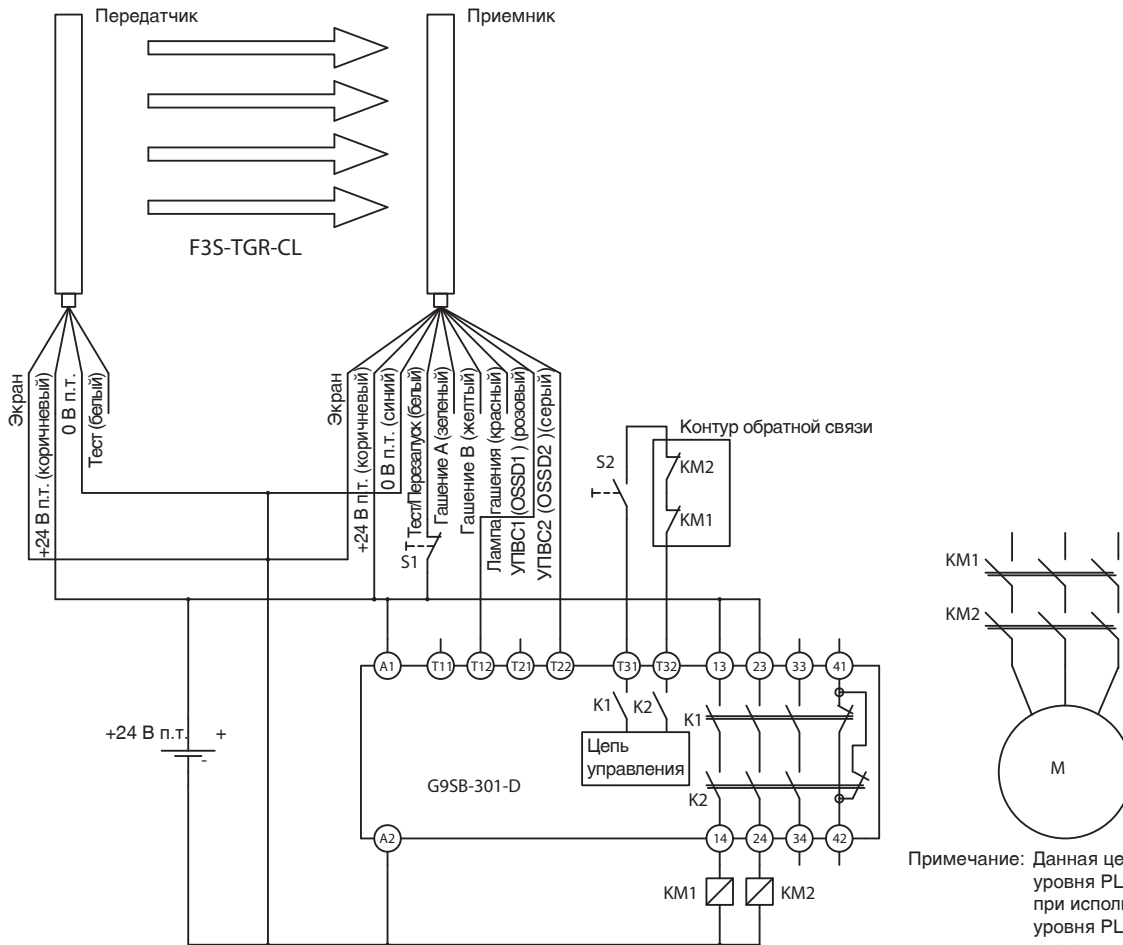 Передатчик
Приемник
F3S-TGR-CL
Экран
+24 В п.т. (коричневый)
0 В п.т.
Тест (белый)
Экран
+24 В п.т. (коричневый)
0 В п.т. (синий)
Тест/Перезапуск (белый)
Гашение A (зеленый)
Гашение B (желтый)
Лампа гашения (красный)
УПВС1 (OSSD1 ) (розовый)
УПВС2 (OSSD2 )(серый)
S1
S2
Контур обратной связи
KM2
KM1
KM1
KM2
A1
T11
T12
T21
T22
T31
T32
13
23
33
41
K1
K2
K1
Цепь
управления
K2
+24 В п.т.
+
-
G9SB-301-D
M
A2
14
24
34
42
KM1
KM2
Примечание: Данная це
уровня PL
при испол
уровня PL